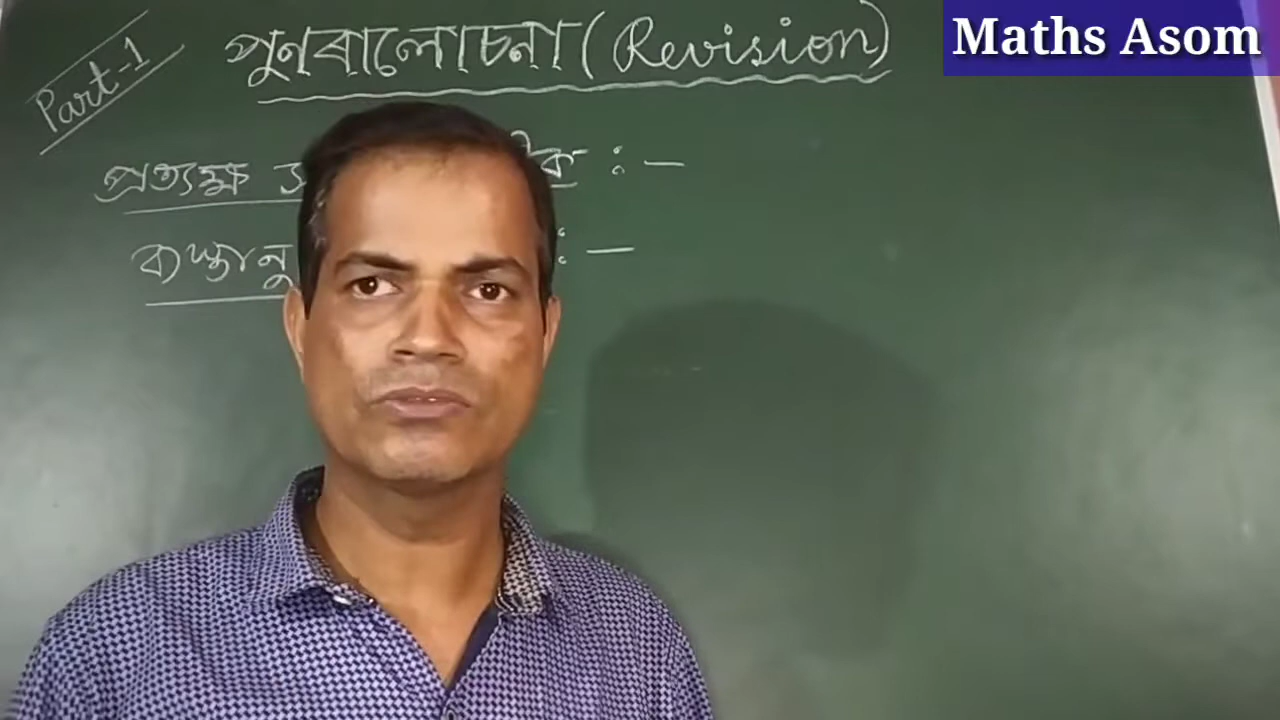 Maths Asom
Part-1
পুনৰালোচনা (Revision)
প্ৰত্যক্ষ : —
ব্যস্তানু : —